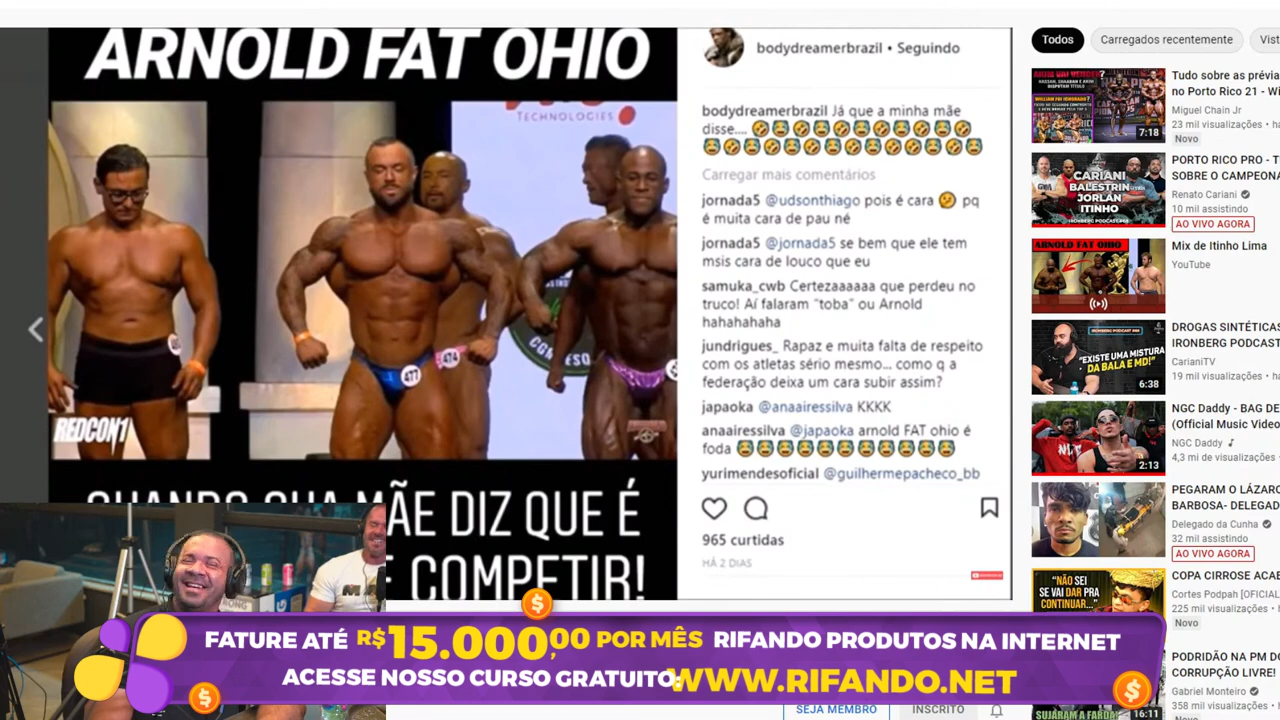 ARNOLD FAT OHIO
TECHNOLOGIES
477
474
REDCON1
QUANDO SUA MÃE DIZ QUE É
COMPETIR!
bodydreamerbrazil • Seguindo
bodydreamerbrazil Já que a minha mãe
disse....
Carregar mais comentários
jornada5 @udsonthiago pois é cara 🤣 pq
é muita cara de pau né
jornada5 @jornada5 se bem que ele tem
msis cara de louco que eu
samuka_cwb Certezaaaaaa que perdeu no
truco! Aí falaram "toba" ou Arnold
hahahahaha
jundrigues_ Rapaz e muita falta de respeito
com os atletas sério mesmo... como q a
federação deixa um cara subir assim?
japaoka @anaairessilva KKKK
anaairessilva @japaoka arnold FAT ohio é
foda
yurimendesoficial @guilhermepacheco_bb
965 curtidas
HÁ 2 DIAS
Todos
Carregados recentemente
Vist
Tudo sobre as prévia
no Porto Rico 21 - Wi
Miguel Chain Jr
23 mil visualizações •
Novo
7:18
PORTO RICO PRO - T
SOBRE O CAMPEONA
Renato Cariani
10 mil assistindo
AO VIVO AGORA
CARIANI
BALESTRIN
JORLAN
ITINHO
IRONBERG PODCAST
Mix de Itinho Lima
YouTube
ARNOLD FAT OHIO
DROGAS SINTÉTICAS
IRONBERG PODCAST
CarianiTV
19 mil visualizações •
"EXISTE UMA MISTURA
DA BALA E MD!"
6:38
NGC Daddy - BAG DE
(Official Music Video
NGC Daddy
4,3 mi de visualizações •
2:13
PEGARAM O LÁZARO
BARBOSA- DELEGAD
Delegado da Cunha
32 mil assistindo
AO VIVO AGORA
COPA CIRROSE ACAB
Cortes Podpah [OFICIAL
225 mil visualizações •
Novo
"NÃO SEI
SE VAI DAR PRA
CONTINUAR..."
PODRIDÃO NA PM DO
CORRUPÇÃO LIVRE!
Gabriel Monteiro
358 mil visualizações •
Novo
SUJARAM A FARDA!
16:11
FATURE ATÉ R$15.000,00 POR MÊS RIFANDO PRODUTOS NA INTERNET
ACESSE NOSSO CURSO GRATUITO: WWW.RIFANDO.NET
SEJA MEMBRO
INSCRITO